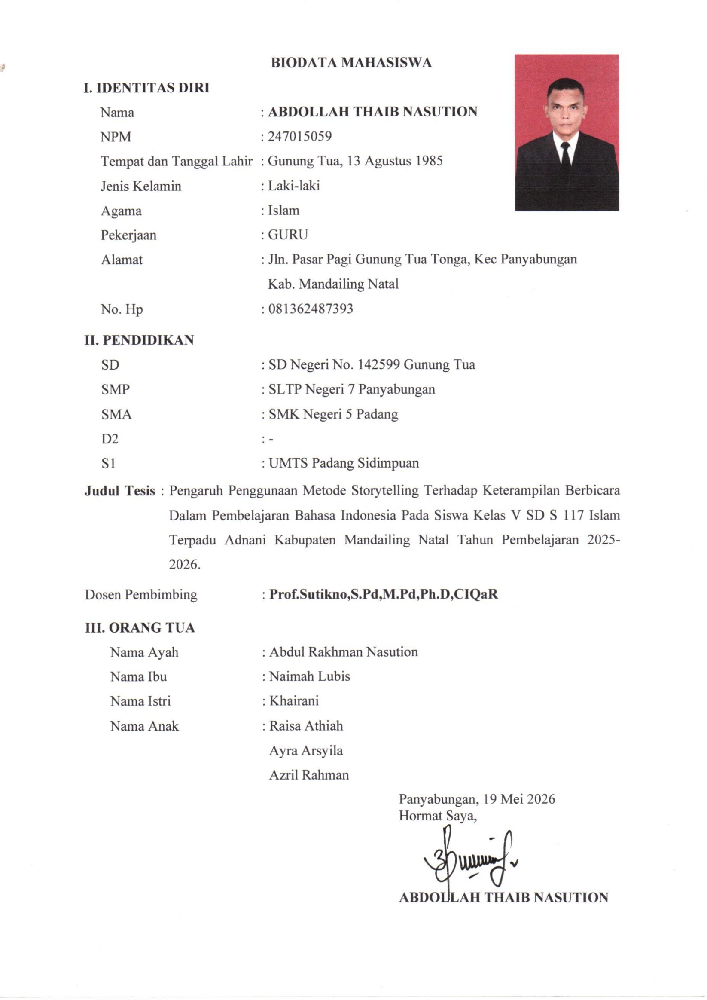 BIODATA MAHASISWA
I. IDENTITAS DIRI
Nama : ABDOLLAH THAIB NASUTION
NPM : 247015059
Tempat dan Tanggal Lahir : Gunung Tua, 13 Agustus 1985
Jenis Kelamin : Laki-laki
Agama : Islam
Pekerjaan : GURU
Alamat : Jln. Pasar Pagi Gunung Tua Tonga, Kec Panyabungan
Kab. Mandailing Natal
No. Hp : 081362487393
II. PENDIDIKAN
SD : SD Negeri No. 142599 Gunung Tua
SMP : SLTP Negeri 7 Panyabungan
SMA : SMK Negeri 5 Padang
D2 : -
S1 : UMTS Padang Sidimpuan
Judul Tesis : Pengaruh Penggunaan Metode Storytelling Terhadap Keterampilan Berbicara
Dalam Pembelajaran Bahasa Indonesia Pada Siswa Kelas V SD S 117 Islam
Terpadu Adnani Kabupaten Mandailing Natal Tahun Pembelajaran 2025-
2026.
Dosen Pembimbing : Prof.Sutikno,S.Pd,M.Pd,Ph.D,CIQaR
III. ORANG TUA
Nama Ayah : Abdul Rakhman Nasution
Nama Ibu : Naimah Lubis
Nama Istri : Khairani
Nama Anak : Raisa Athiah
Ayra Arsyila
Azril Rahman
Panyabungan, 19 Mei 2026
Hormat Saya,
ABDOLLAH THAIB NASUTION